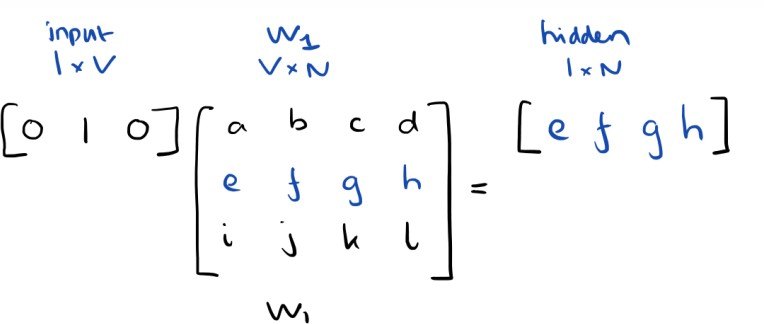 input W1 hidden
1 × V V × N 1 × N
[0 1 0] [a b c d [e f g h]
e f g h ] =
i j k l
W1